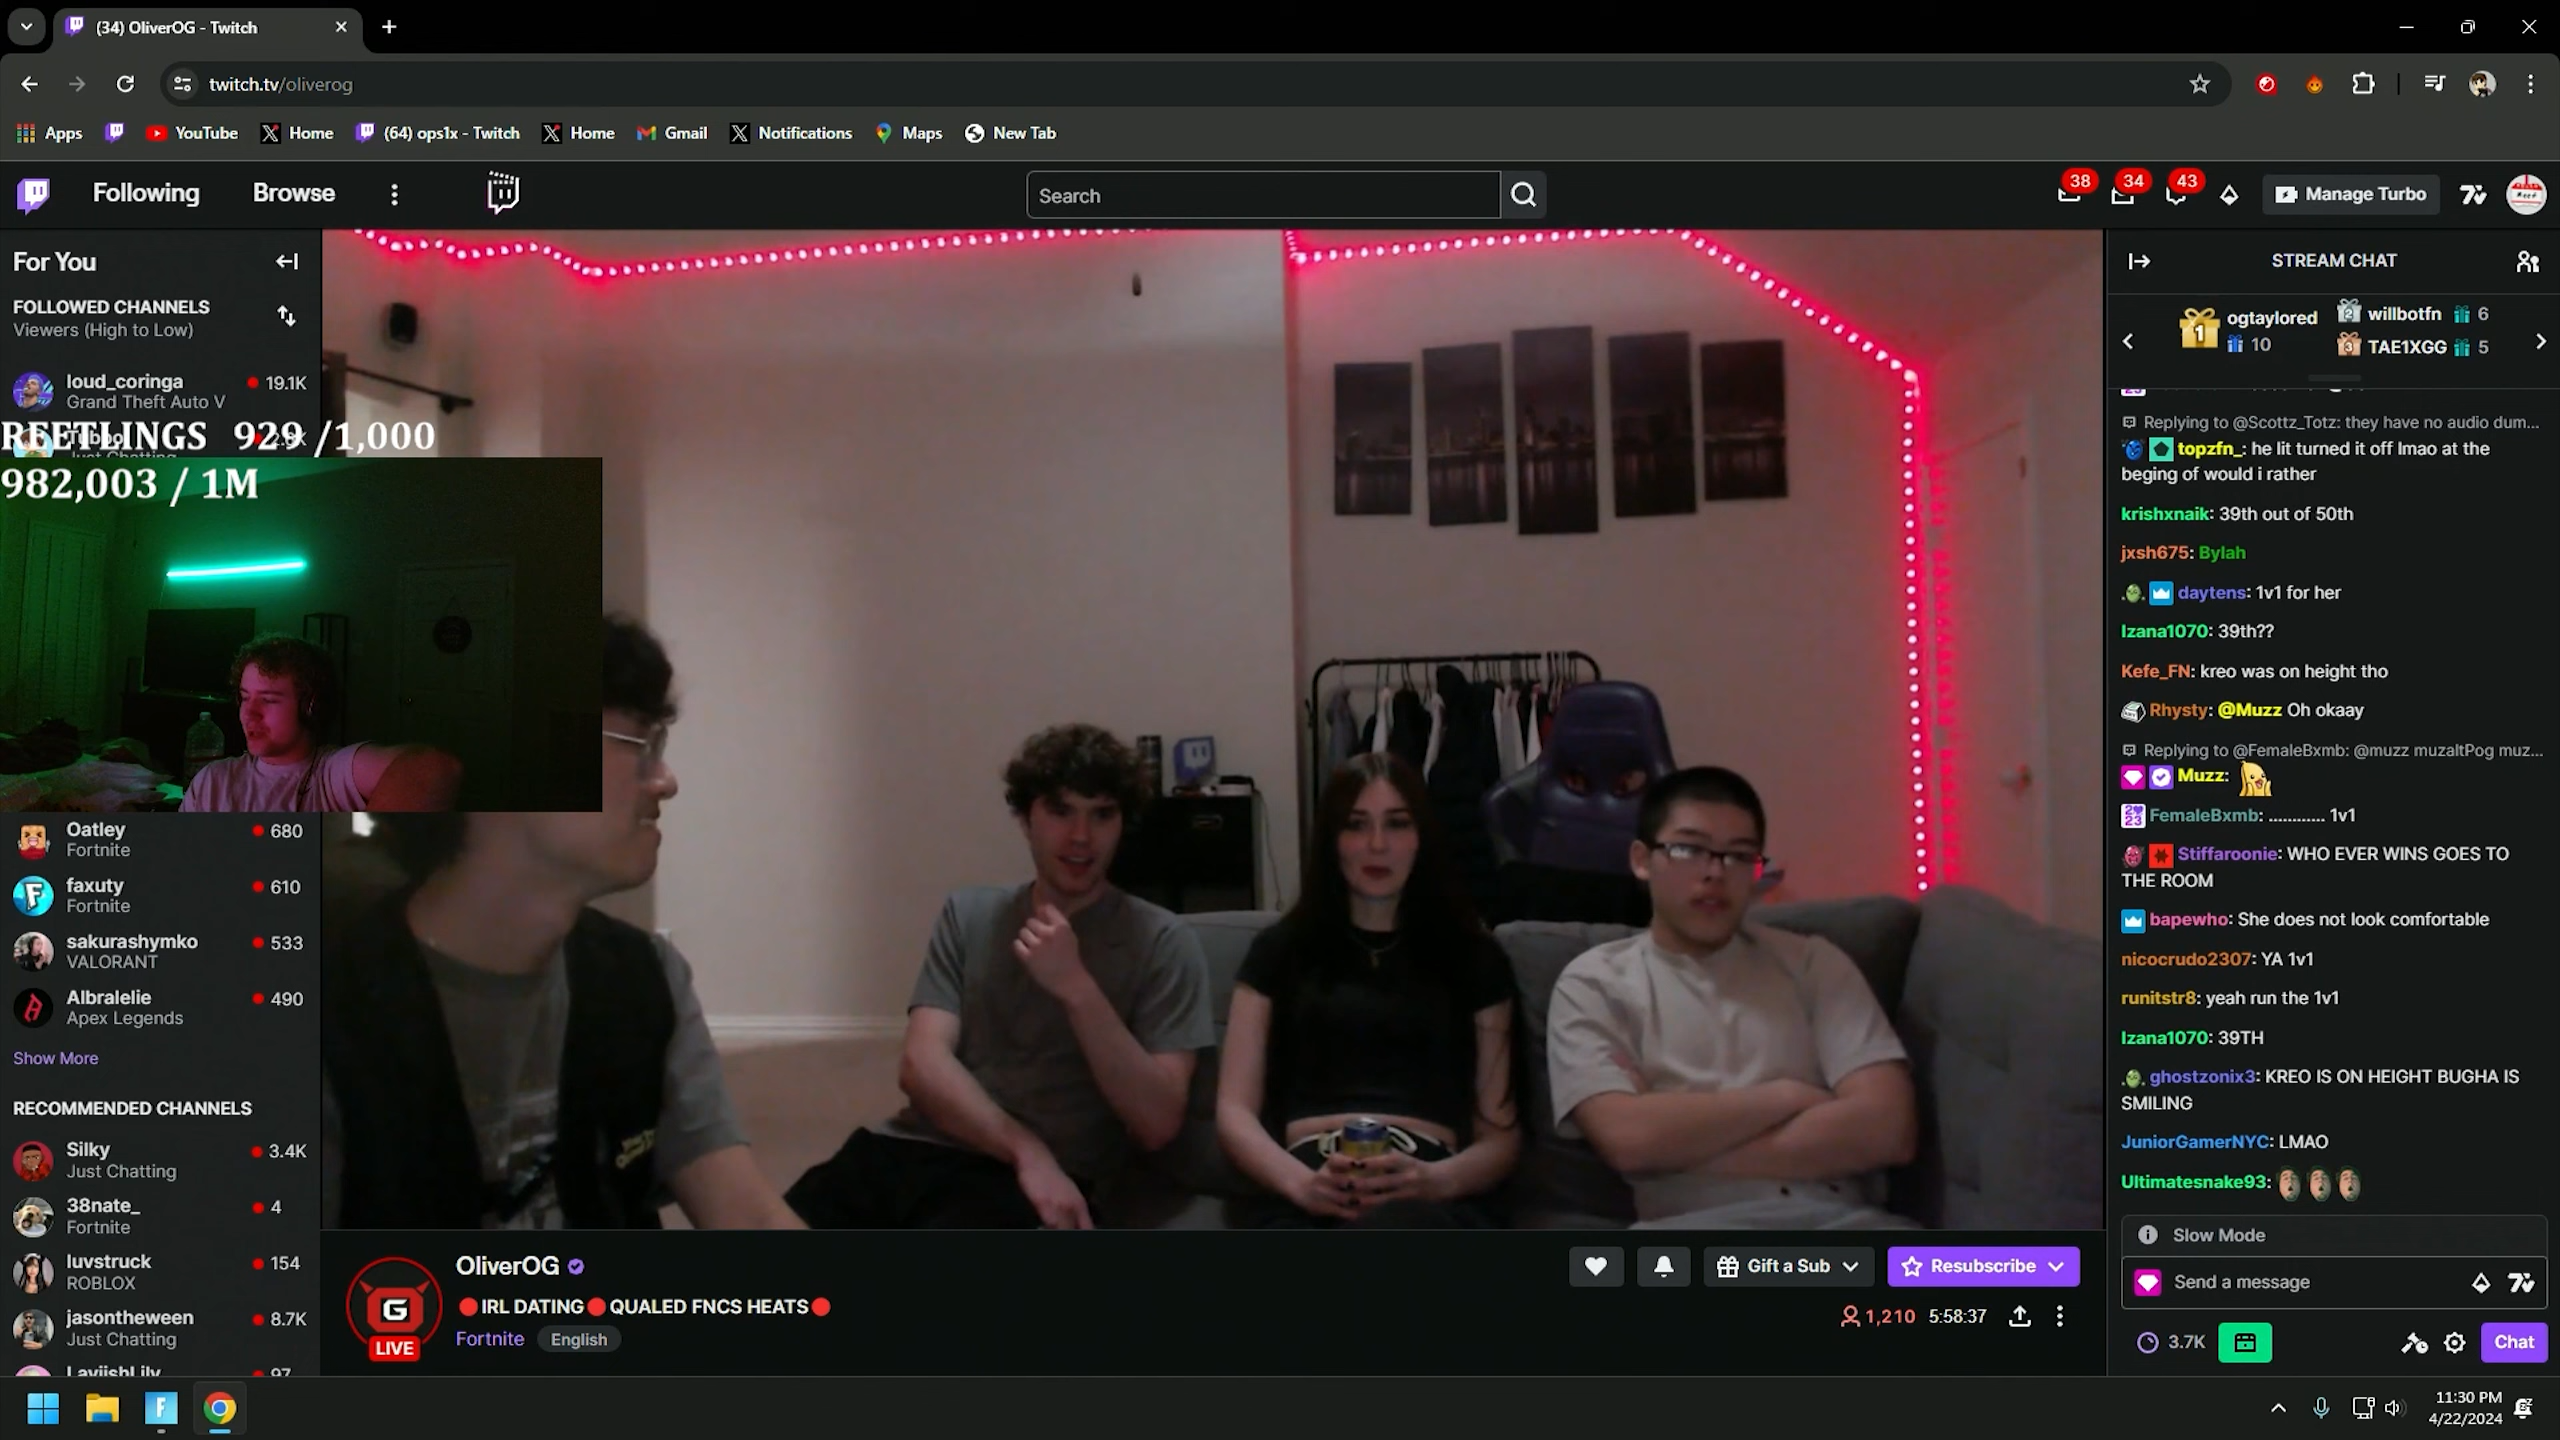 (34) OliverOG - Twitch
twitch.tv/oliverog
Apps
YouTube
Home
(64) ops1x - Twitch
Home
Gmail
Notifications
Maps
New Tab
Following
Browse
Search
38
34
43
Manage Turbo
For You
FOLLOWED CHANNELS
Viewers (High to Low)
loud_coringa 19.1K
Grand Theft Auto V
REETLINGS 929 /1,000
982,003 / 1M
Oatley 680
Fortnite
faxuty 610
Fortnite
sakurashymko 533
VALORANT
Albralelie 490
Apex Legends
Show More
RECOMMENDED CHANNELS
Silky 3.4K
Just Chatting
38nate_ 4
Fortnite
luvstruck 154
ROBLOX
jasontheween 8.7K
Just Chatting
LaviishLily 97
OliverOG
🔴IRL DATING🔴QUALED FNCS HEATS🔴
Fortnite English
G
LIVE
Gift a Sub
Resubscribe
1,210 5:58:37
STREAM CHAT
1 ogtaylored 10
2 willbotfn 6
3 TAE1XGG 5
Replying to @Scottz_Totz: they have no audio dum...
topzfn_: he lit turned it off lmao at the
beging of would i rather
krishxnaik: 39th out of 50th
jxsh675: Bylah
daytens: 1v1 for her
Izana1070: 39th??
Kefe_FN: kreo was on height tho
Rhysty: @Muzz Oh okaay
Replying to @FemaleBxmb: @muzz muzaltPog muz...
Muzz:
FemaleBxmb: ............ 1v1
Stiffaroonie: WHO EVER WINS GOES TO
THE ROOM
bapewho: She does not look comfortable
nicocrudo2307: YA 1v1
runitstr8: yeah run the 1v1
Izana1070: 39TH
ghostzonix3: KREO IS ON HEIGHT BUGHA IS
SMILING
JuniorGamerNYC: LMAO
Ultimatesnake93:
Slow Mode
Send a message
3.7K
Chat
11:30 PM
4/22/2024